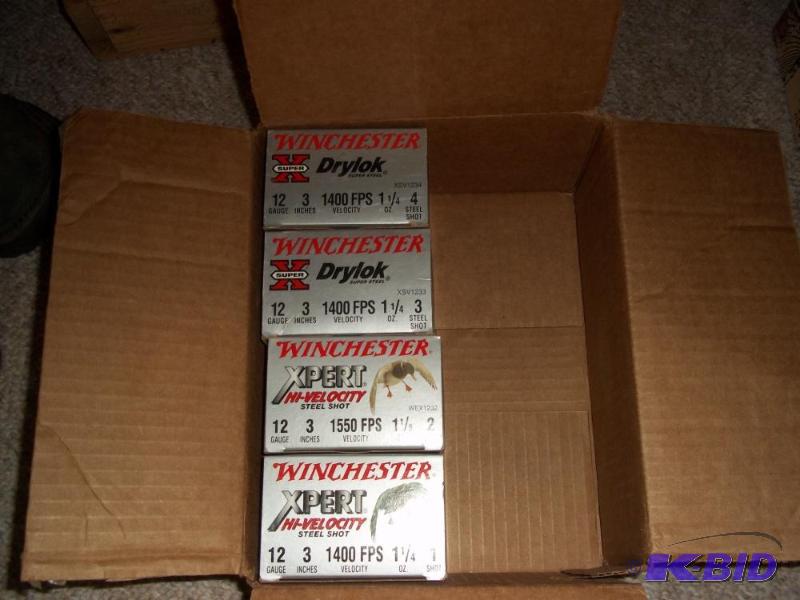 WINCHESTER
X SUPER Drylok
SUPER STEEL
XSV1234
12 3 1400 FPS 1 1/4 4
GAUGE INCHES VELOCITY OZ. STEEL SHOT
WINCHESTER
X SUPER Drylok
SUPER STEEL
XSV1233
12 3 1400 FPS 1 1/4 3
GAUGE INCHES VELOCITY OZ. STEEL SHOT
WINCHESTER
XPERT
HI-VELOCITY
STEEL SHOT
WEX1232
12 3 1550 FPS 1 1/8 2
GAUGE INCHES VELOCITY
WINCHESTER
XPERT
HI-VELOCITY
STEEL SHOT
12 3 1400 FPS 1 1/4 1
GAUGE INCHES VELOCITY OZ. SHOT
K-BID